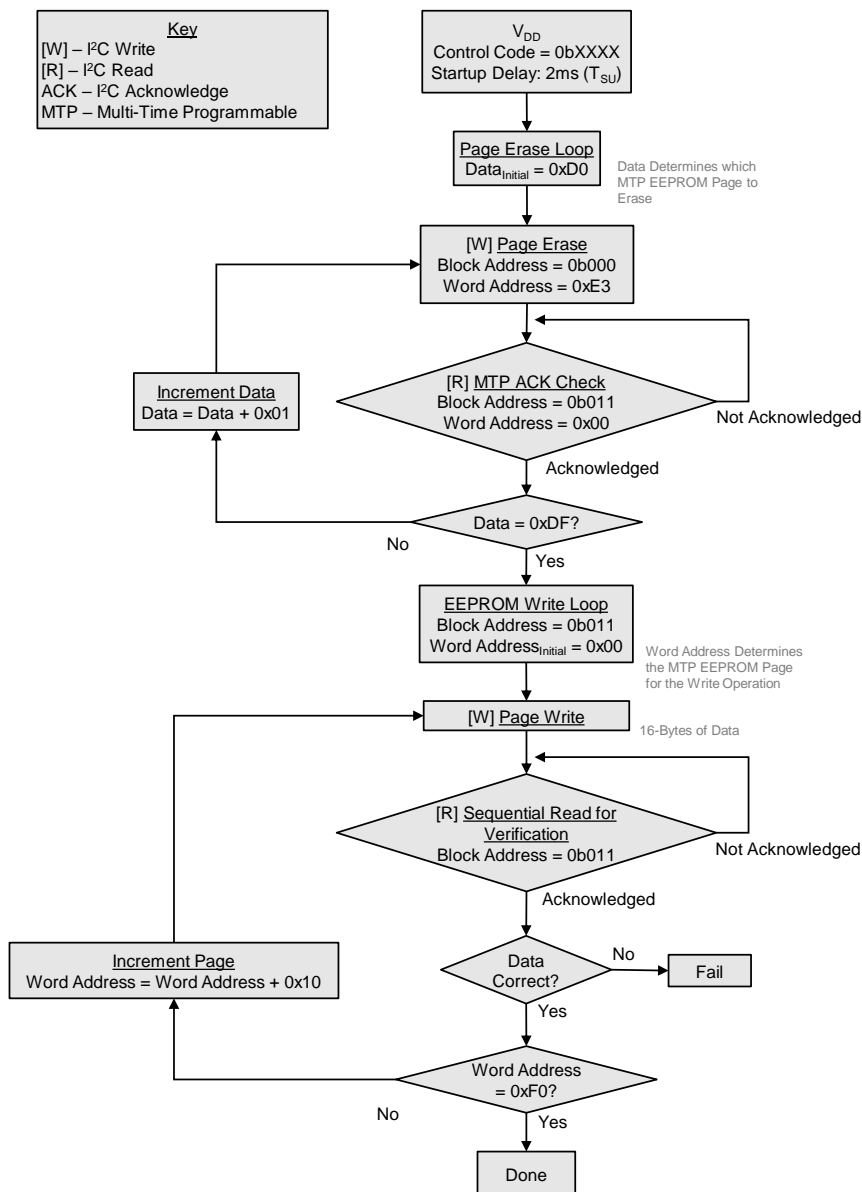 Key
[W] – I²C Write
[R] – I²C Read
ACK – I²C Acknowledge
MTP – Multi-Time Programmable
V_DD
Control Code = 0bXXXX
Startup Delay: 2ms (T_SU)
Page Erase Loop
Data_Initial = 0xD0
Data Determines which
MTP EEPROM Page to
Erase
[W] Page Erase
Block Address = 0b000
Word Address = 0xE3
Increment Data
Data = Data + 0x01
[R] MTP ACK Check
Block Address = 0b011
Word Address = 0x00
Not Acknowledged
Acknowledged
Data = 0xDF?
No
Yes
EEPROM Write Loop
Block Address = 0b011
Word Address_Initial = 0x00
Word Address Determines
the MTP EEPROM Page
for the Write Operation
[W] Page Write
16-Bytes of Data
[R] Sequential Read for
Verification
Block Address = 0b011
Not Acknowledged
Acknowledged
Increment Page
Word Address = Word Address + 0x10
Data
Correct?
No
Fail
Yes
Word Address
= 0xF0?
No
Yes
Done